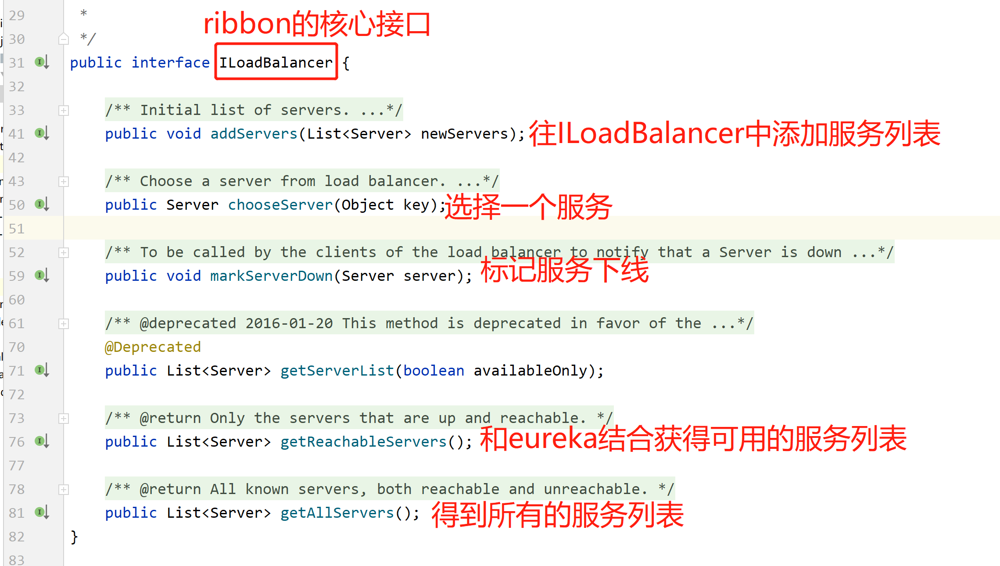 29 *
ribbon的核心接口
30 */
31 public interface ILoadBalancer {
32
33 /** Initial list of servers. ...*/
41 public void addServers(List<Server> newServers); 往ILoadBalancer中添加服务列表
42
43 /** Choose a server from load balancer. ...*/
50 public Server chooseServer(Object key); 选择一个服务
51
52 /** To be called by the clients of the load balancer to notify that a Server is down ...*/
59 public void markServerDown(Server server); 标记服务下线
60
61 /** @deprecated 2016-01-20 This method is deprecated in favor of the ...*/
70 @Deprecated
71 public List<Server> getServerList(boolean availableOnly);
72
73 /** @return Only the servers that are up and reachable. */
76 public List<Server> getReachableServers(); 和eureka结合获得可用的服务列表
77
78 /** @return All known servers, both reachable and unreachable. */
81 public List<Server> getAllServers(); 得到所有的服务列表
82 }
83